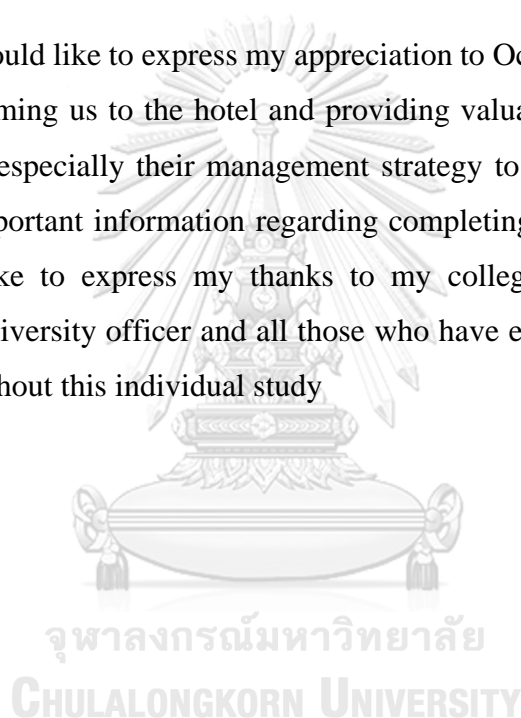 ould like to express my appreciation to Oc
ming us to the hotel and providing valua
especially their management strategy to
portant information regarding completing
ke to express my thanks to my colleg
iversity officer and all those who have e
hout this individual study
จุฬาลงกรณ์มหาวิทยาลัย
CHULALONGKORN UNIVERSITY